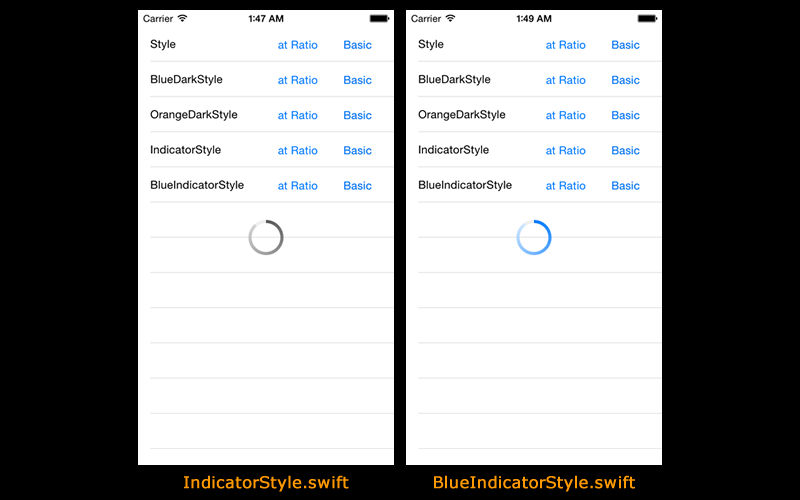 Carrier 1:47 AM
Style at Ratio Basic
BlueDarkStyle at Ratio Basic
OrangeDarkStyle at Ratio Basic
IndicatorStyle at Ratio Basic
BlueIndicatorStyle at Ratio Basic
IndicatorStyle.swift
Carrier 1:49 AM
Style at Ratio Basic
BlueDarkStyle at Ratio Basic
OrangeDarkStyle at Ratio Basic
IndicatorStyle at Ratio Basic
BlueIndicatorStyle at Ratio Basic
BlueIndicatorStyle.swift